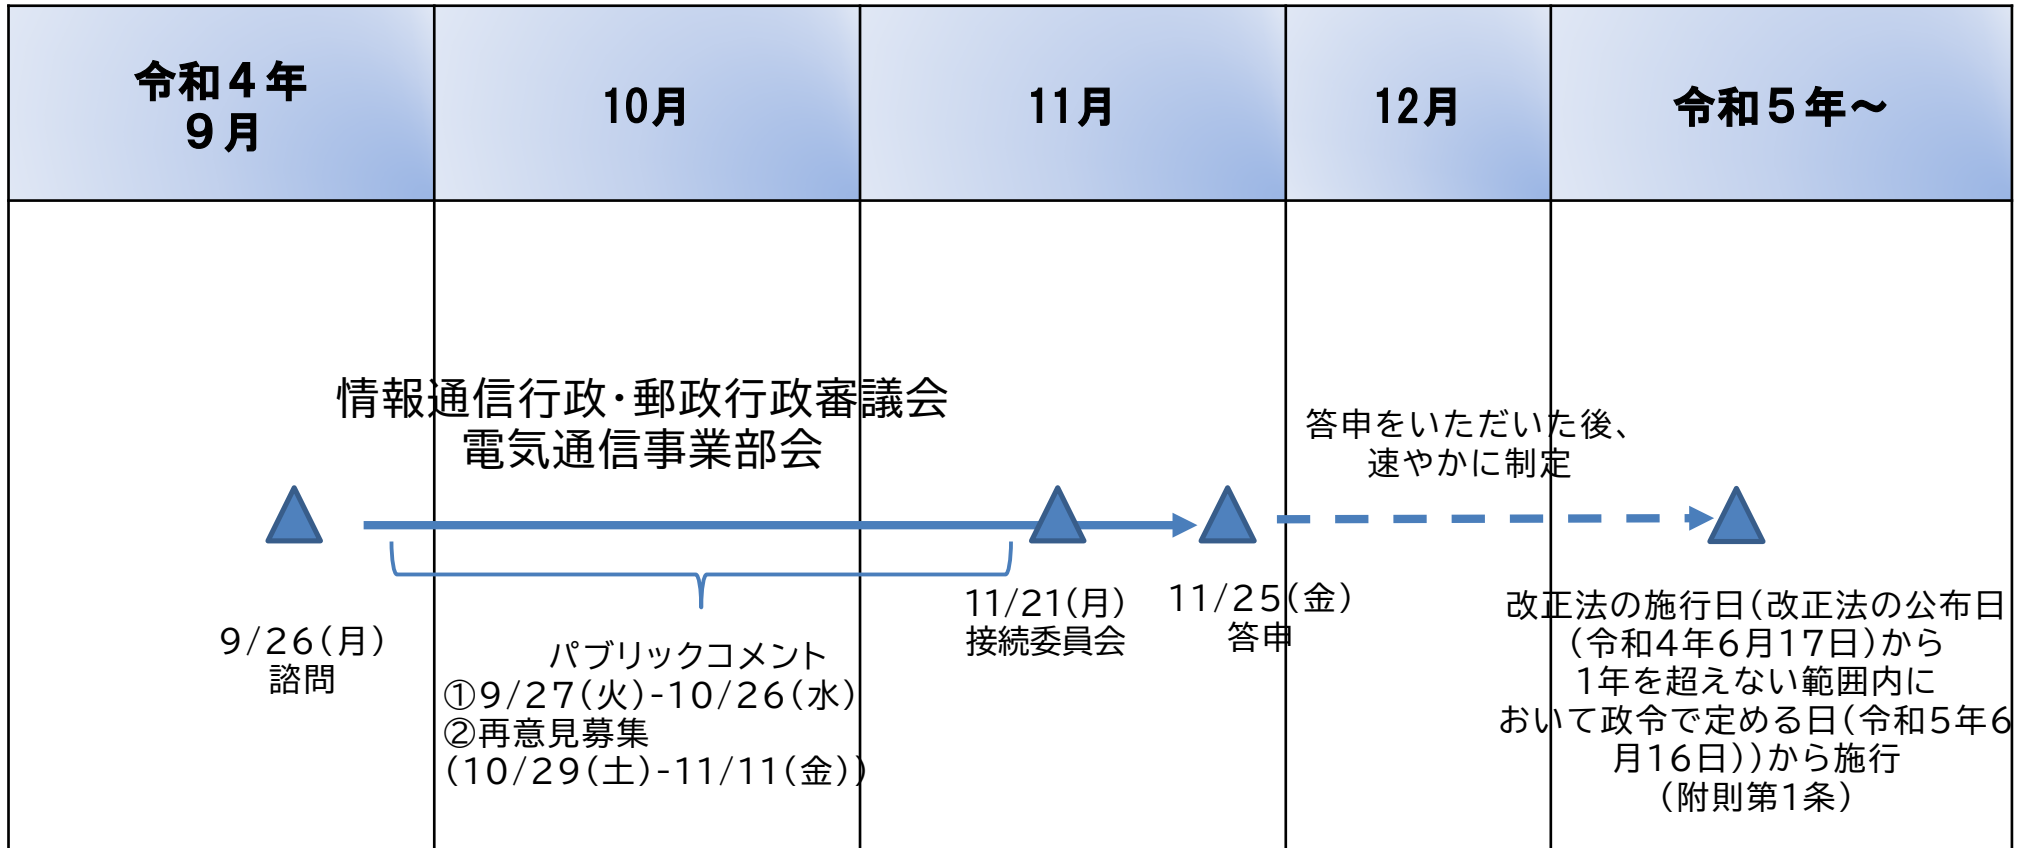 令和４年
９月
10月
11月
12月
令和５年～
情報通信行政・郵政行政審議会
電気通信事業部会
答申をいただいた後、
速やかに制定
9/26(月)
諮問
パブリックコメント
①9/27(火)-10/26(水)
②再意見募集
(10/29(土)-11/11(金))
11/21(月)
接続委員会
11/25(金)
答申
改正法の施行日(改正法の公布日
(令和4年6月17日)から
1年を超えない範囲内に
おいて政令で定める日(令和5年6
月16日))から施行
(附則第1条)